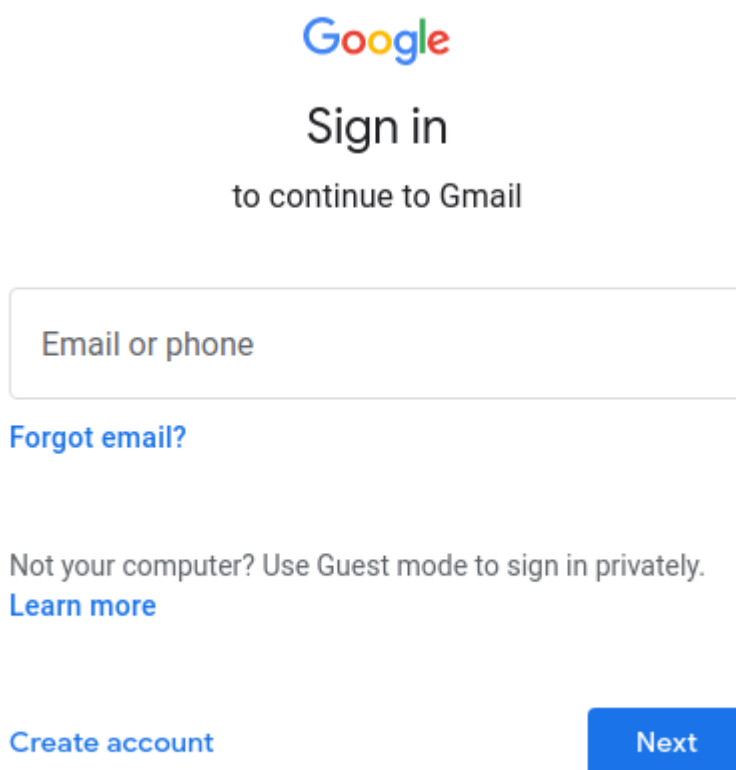 Google
Sign in
to continue to Gmail
Email or phone
Forgot email?
Not your computer? Use Guest mode to sign in privately.
Learn more
Create account
Next